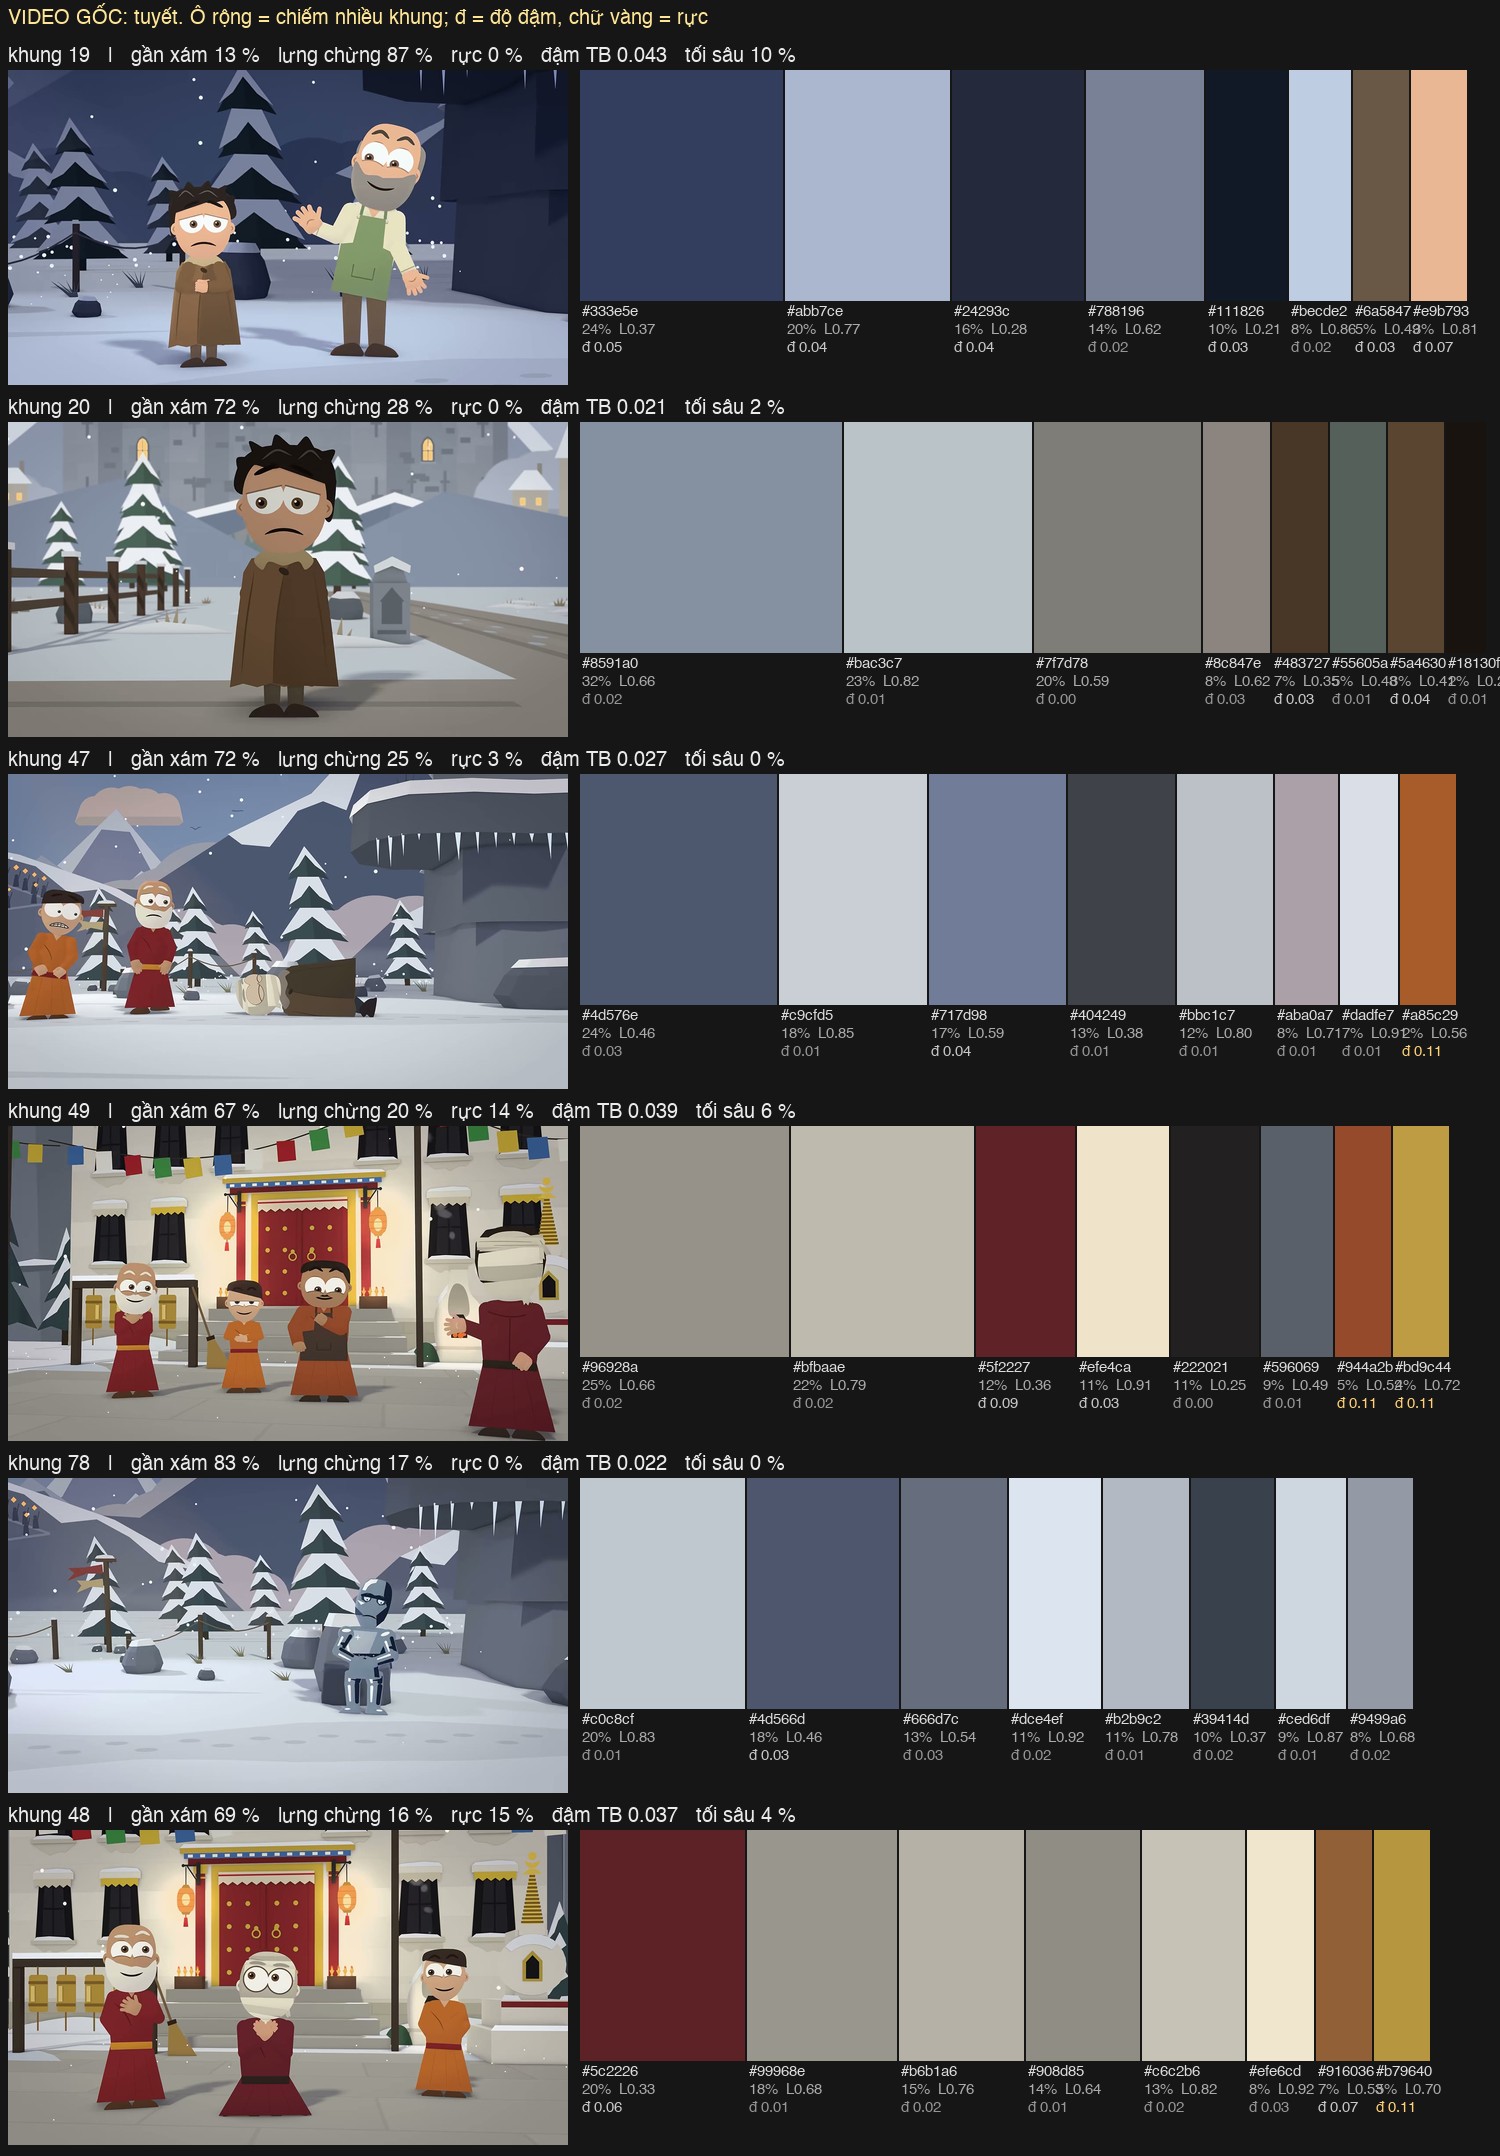 VIDEO GỐC: tuyết. Ô rộng = chiếm nhiều khung; đ = độ đậm, chữ vàng = rực
khung 19 | gần xám 13 % lưng chừng 87 % rực 0 % đậm TB 0.043 tối sâu 10 %
#333e5e #abb7ce #24293c #788196 #111826 #becde2 #6a5847 #e9b793
24% L0.37 20% L0.77 16% L0.28 14% L0.62 10% L0.21 8% L0.86 5% 3% L0.81
đ 0.05 đ 0.04 đ 0.04 đ 0.02 đ 0.03 đ 0.02 đ 0.03 đ 0.07
khung 20 | gần xám 72 % lưng chừng 28 % rực 0 % đậm TB 0.021 tối sâu 2 %
#8591a0 #bac3c7 #7f7d78 #8c847e #483727 #55605a #5a4630 #18130f
32% L0.66 23% L0.82 20% L0.59 8% L0.62 7%
đ 0.02 đ 0.01 đ 0.00 đ 0.03 đ 0.03 đ 0.01 đ 0.04 đ 0.01
khung 47 | gần xám 72 % lưng chừng 25 % rực 3 % đậm TB 0.027 tối sâu 0 %
#4d576e #c9cfd5 #717d98 #404249 #bbc1c7 #aba0a7 #dadfe7 #a85c29
24% L0.46 18% L0.85 17% L0.59 13% L0.38 12% L0.80 8% L0.71 7% L0.91 2% L0.56
đ 0.03 đ 0.01 đ 0.04 đ 0.01 đ 0.01 đ 0.01 đ 0.01 đ 0.11
khung 49 | gần xám 67 % lưng chừng 20 % rực 14 % đậm TB 0.039 tối sâu 6 %
#96928a #bfbaae #5f2227 #efe4ca #222021 #596069 #944a2b #bd9c44
25% L0.66 22% L0.79 12% L0.36 11% L0.91 11% L0.25 9% L0.49 5% L0.72
đ 0.02 đ 0.02 đ 0.09 đ 0.03 đ 0.00 đ 0.01 đ 0.11 đ 0.11
khung 78 | gần xám 83 % lưng chừng 17 % rực 0 % đậm TB 0.022 tối sâu 0 %
#c0c8cf #4d566d #666d7c #dce4ef #b2b9c2 #39414d #ced6df #9499a6
20% L0.83 18% L0.46 13% L0.54 11% L0.92 11% L0.78 10% L0.37 9% L0.87 8% L0.68
đ 0.01 đ 0.03 đ 0.03 đ 0.02 đ 0.01 đ 0.02 đ 0.01 đ 0.02
khung 48 | gần xám 69 % lưng chừng 16 % rực 15 % đậm TB 0.037 tối sâu 4 %
#5c2226 #99968e #b6b1a6 #908d85 #c6c2b6 #efe6cd #916036 #b79640
20% L0.33 18% L0.68 15% L0.76 14% L0.64 13% L0.82 8% L0.92 7% L0.70
đ 0.06 đ 0.01 đ 0.02 đ 0.01 đ 0.02 đ 0.03 đ 0.07 đ 0.11